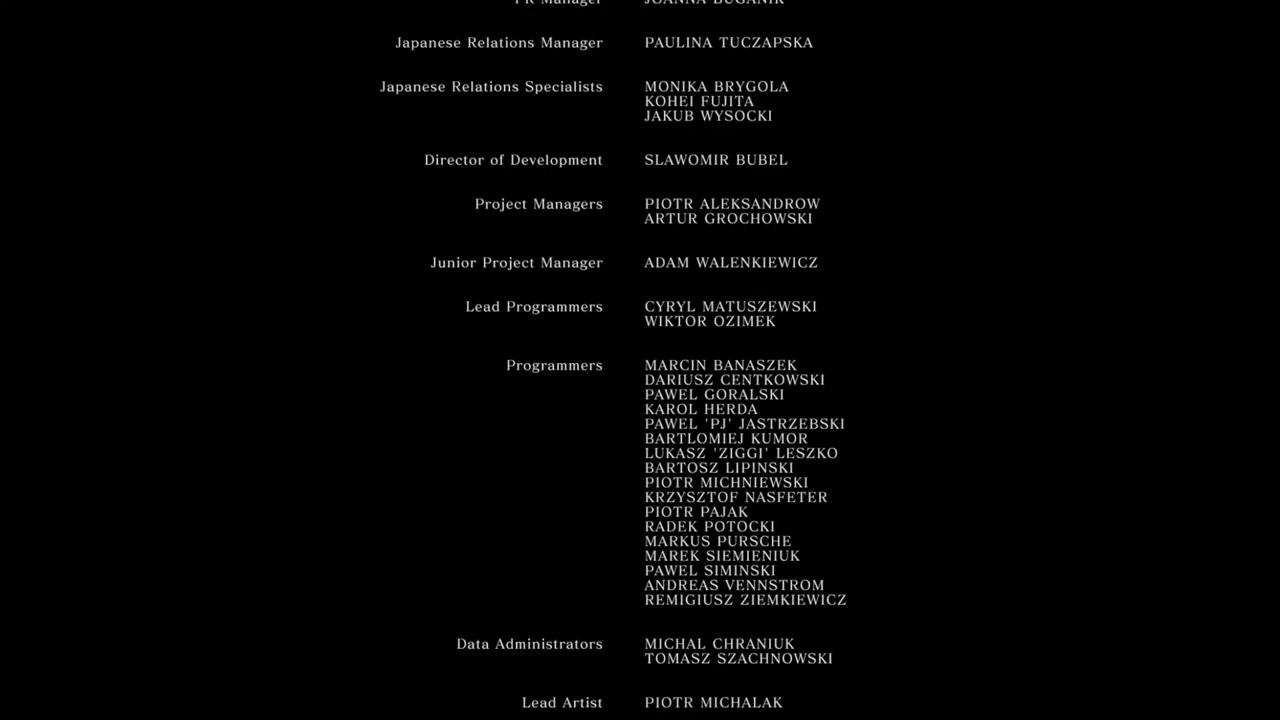 PR Manager JOANNA BUGANIK
Japanese Relations Manager PAULINA TUCZAPSKA
Japanese Relations Specialists MONIKA BRYGOLA
KOHEI FUJITA
JAKUB WYSOCKI
Director of Development SLAWOMIR BUBEL
Project Managers PIOTR ALEKSANDROW
ARTUR GROCHOWSKI
Junior Project Manager ADAM WALENKIEWICZ
Lead Programmers CYRYL MATUSZEWSKI
WIKTOR OZIMEK
Programmers MARCIN BANASZEK
DARIUSZ CENTKOWSKI
PAWEL GORALSKI
KAROL HERDA
PAWEL 'PJ' JASTRZEBSKI
BARTLOMIEJ KUMOR
LUKASZ 'ZIGGI' LESZKO
BARTOSZ LIPINSKI
PIOTR MICHNIEWSKI
KRZYSZTOF NASFETER
PIOTR PAJAK
RADEK POTOCKI
MARKUS PURSCHE
MAREK SIEMIENIUK
PAWEL SIMINSKI
ANDREAS VENNSTROM
REMIGIUSZ ZIEMKIEWICZ
Data Administrators MICHAL CHRANIUK
TOMASZ SZACHNOWSKI
Lead Artist PIOTR MICHALAK